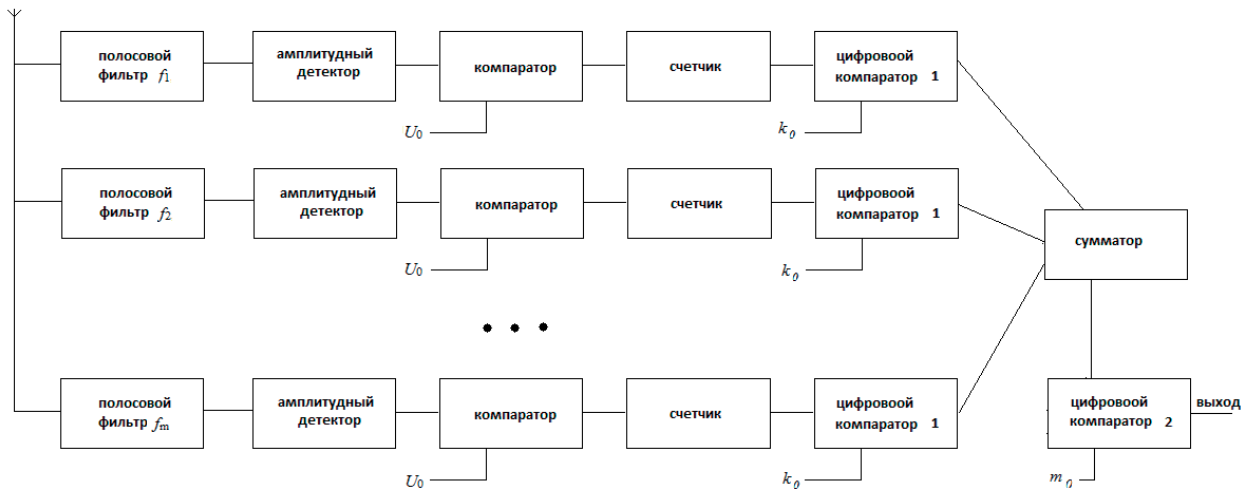 полосовой
фильтр f1
амплитудный
детектор
компаратор
счетчик
цифровоой
компаратор 1
U0
k0
полосовой
фильтр f2
амплитудный
детектор
компаратор
счетчик
цифровоой
компаратор 1
сумматор
U0
k0
полосовой
фильтр fm
амплитудный
детектор
компаратор
счетчик
цифровоой
компаратор 1
цифровоой
компаратор 2
выход
U0
k0
m0